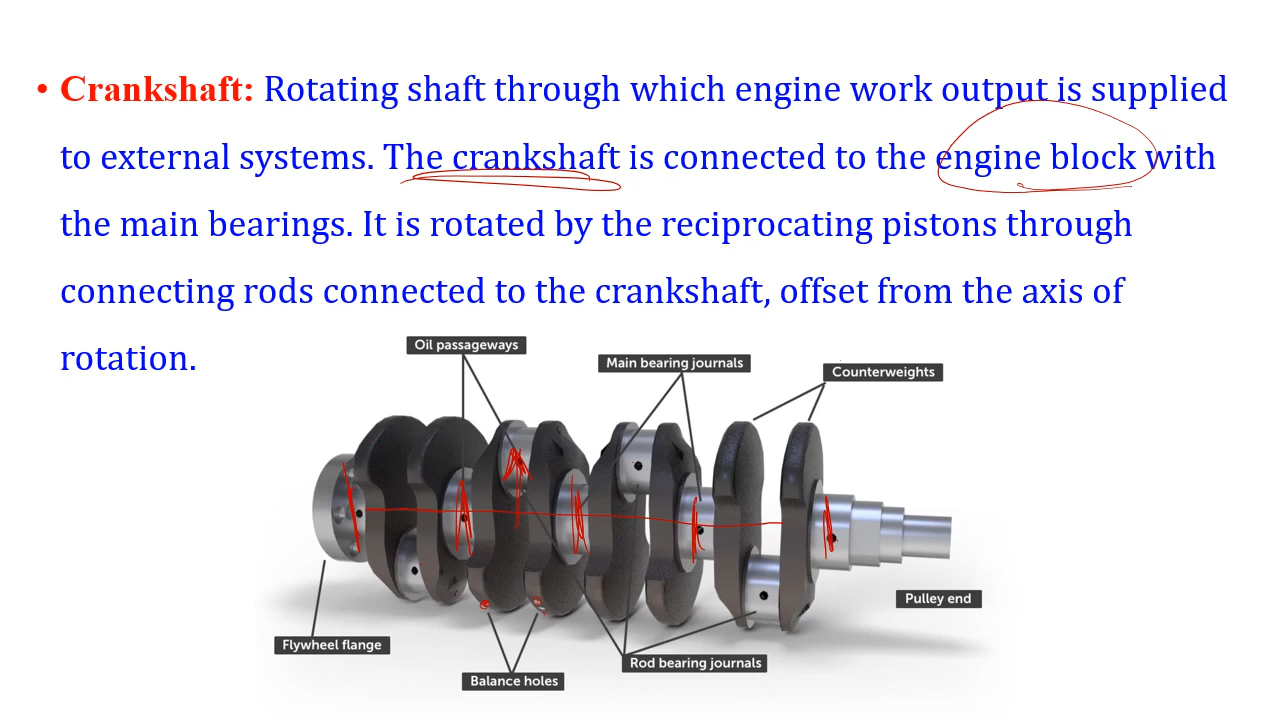 • Crankshaft: Rotating shaft through which engine work output is supplied
to external systems. The crankshaft is connected to the engine block with
the main bearings. It is rotated by the reciprocating pistons through
connecting rods connected to the crankshaft, offset from the axis of
rotation.
Oil passageways
Main bearing journals
Counterweights
Pulley end
Flywheel flange
Rod bearing journals
Balance holes